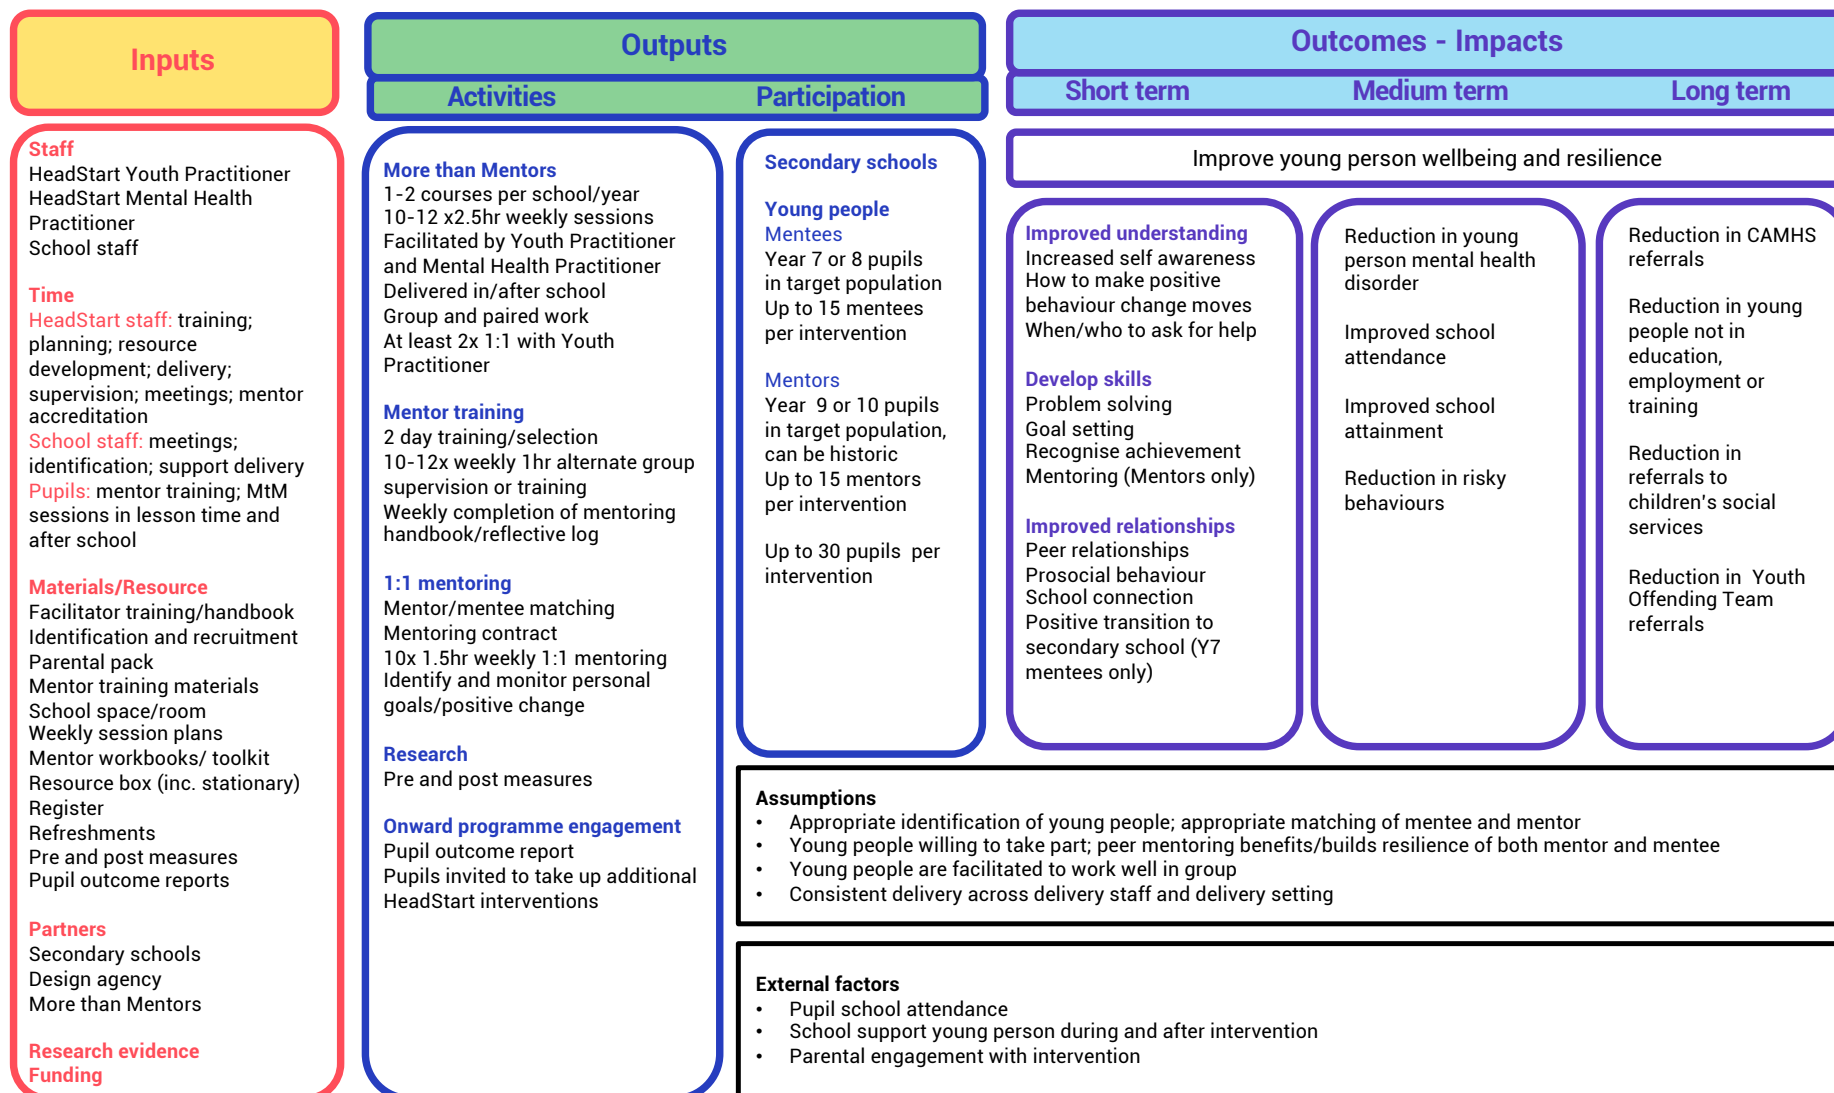 Inputs
Staff
HeadStart Youth Practitioner
HeadStart Mental Health
Practitioner
School staff
Time
HeadStart staff: training;
planning; resource
development; delivery;
supervision; meetings; mentor
accreditation
School staff: meetings;
identification; support delivery
Pupils: mentor training; MtM
sessions in lesson time and
after school
Materials/Resource
Facilitator training/handbook
Identification and recruitment
Parental pack
Mentor training materials
School space/room
Weekly session plans
Mentor workbooks/ toolkit
Resource box (inc. stationary)
Register
Refreshments
Pre and post measures
Pupil outcome reports
Partners
Secondary schools
Design agency
More than Mentors
Research evidence
Funding
Outputs
Activities
Participation
More than Mentors
1-2 courses per school/year
10-12 x2.5hr weekly sessions
Facilitated by Youth Practitioner
and Mental Health Practitioner
Delivered in/after school
Group and paired work
At least 2x 1:1 with Youth
Practitioner
Mentor training
2 day training/selection
10-12x weekly 1hr alternate group
supervision or training
Weekly completion of mentoring
handbook/reflective log
1:1 mentoring
Mentor/mentee matching
Mentoring contract
10x 1.5hr weekly 1:1 mentoring
Identify and monitor personal
goals/positive change
Research
Pre and post measures
Onward programme engagement
Pupil outcome report
Pupils invited to take up additional
HeadStart interventions
Secondary schools
Young people
Mentees
Year 7 or 8 pupils
in target population
Up to 15 mentees
per intervention
Mentors
Year  9 or 10 pupils
in target population,
can be historic
Up to 15 mentors
per intervention
Up to 30 pupils  per
intervention
Outcomes - Impacts
Short term
Medium term
Long term
Improve young person wellbeing and resilience
Improved understanding
Increased self awareness
How to make positive
behaviour change moves
When/who to ask for help
Develop skills
Problem solving
Goal setting
Recognise achievement
Mentoring (Mentors only)
Improved relationships
Peer relationships
Prosocial behaviour
School connection
Positive transition to
secondary school (Y7
mentees only)
Reduction in young
person mental health
disorder
Improved school
attendance
Improved school
attainment
Reduction in risky
behaviours
Reduction in CAMHS
referrals
Reduction in young
people not in
education,
employment or
training
Reduction in
referrals to
children's social
services
Reduction in  Youth
Offending Team
referrals
Assumptions
• Appropriate identification of young people; appropriate matching of mentee and mentor
• Young people willing to take part; peer mentoring benefits/builds resilience of both mentor and mentee
• Young people are facilitated to work well in group
• Consistent delivery across delivery staff and delivery setting
External factors
• Pupil school attendance
• School support young person during and after intervention
• Parental engagement with intervention